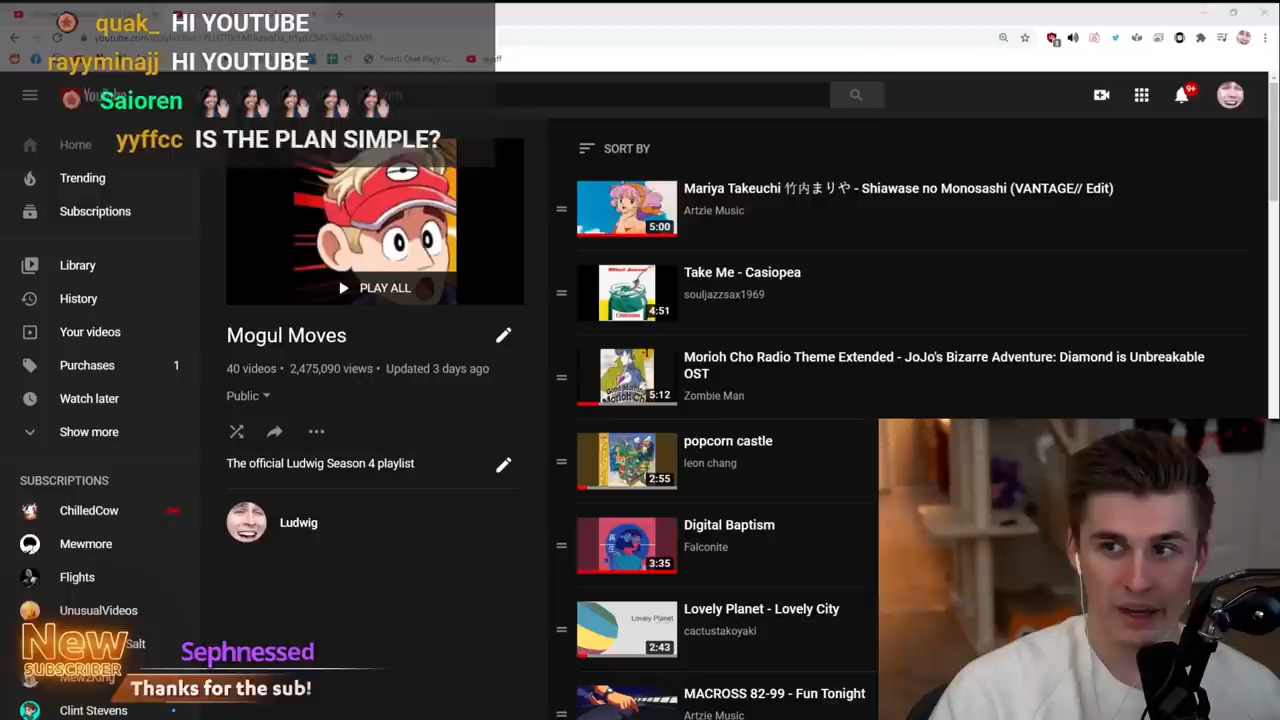 quak_ HI YOUTUBE
rayyminajj HI YOUTUBE
Saioren
yyffcc IS THE PLAN SIMPLE?
9+
Home
Trending
Subscriptions
Library
History
Your videos
Purchases 1
Watch later
Show more
SUBSCRIPTIONS
ChilledCow
Mewmore
Flights
UnusualVideos
Salt
Clint Stevens
New
SUBSCRIBER
Sephnessed
Thanks for the sub!
PLAY ALL
Mogul Moves
40 videos • 2,475,090 views • Updated 3 days ago
Public
The official Ludwig Season 4 playlist
Ludwig
SORT BY
Mariya Takeuchi 竹内まりや - Shiawase no Monosashi (VANTAGE// Edit)
Artzie Music
5:00
Take Me - Casiopea
souljazzsax1969
4:51
Morioh Cho Radio Theme Extended - JoJo's Bizarre Adventure: Diamond is Unbreakable
OST
Zombie Man
5:12
popcorn castle
leon chang
2:55
Digital Baptism
Falconite
3:35
Lovely Planet - Lovely City
cactustakoyaki
Lovely Planet
2:43
MACROSS 82-99 - Fun Tonight
Artzie Music